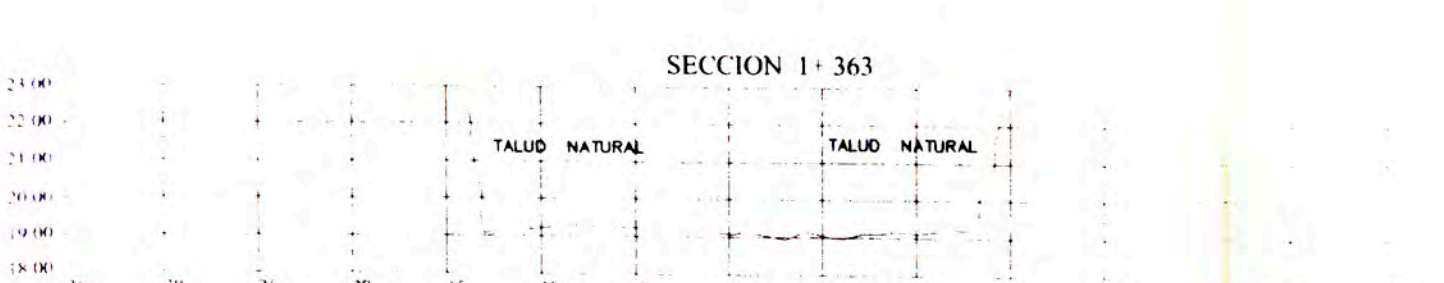 SECCION 1+363
23.00
22.00
TALUD NATURAL
TALUD NATURAL
21.00
20.00
19.00
18.00